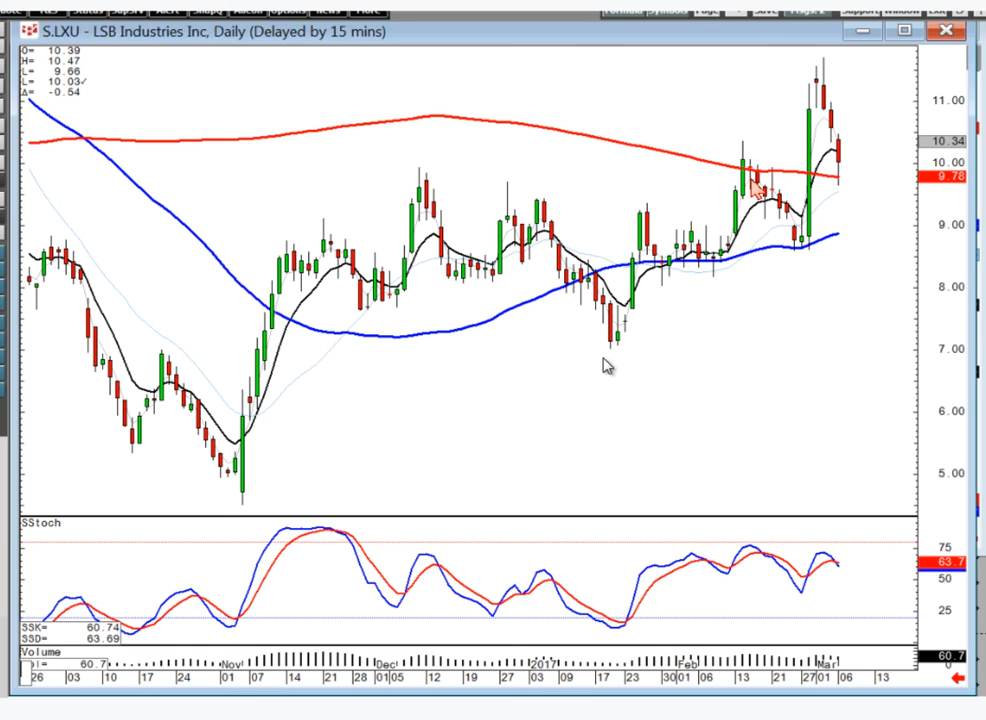 S.LXU - LSB Industries Inc, Daily (Delayed by 15 mins)
O= 10.39
H= 10.47
L= 9.66
L= 10.03✓
Δ= -0.54
11.00
10.34
10.00
9.78
9.00
8.00
7.00
6.00
5.00
SStoch
75
63.7
50
25
SSK= 60.74
SSD= 63.69
Volume
60.7
60.7
0
Nov Dec 2017 Feb Mar
26 03 10 17 24 01 07 14 21 28 01 05 12 19 27 03 09 17 23 30 01 06 13 21 27 01 06 13